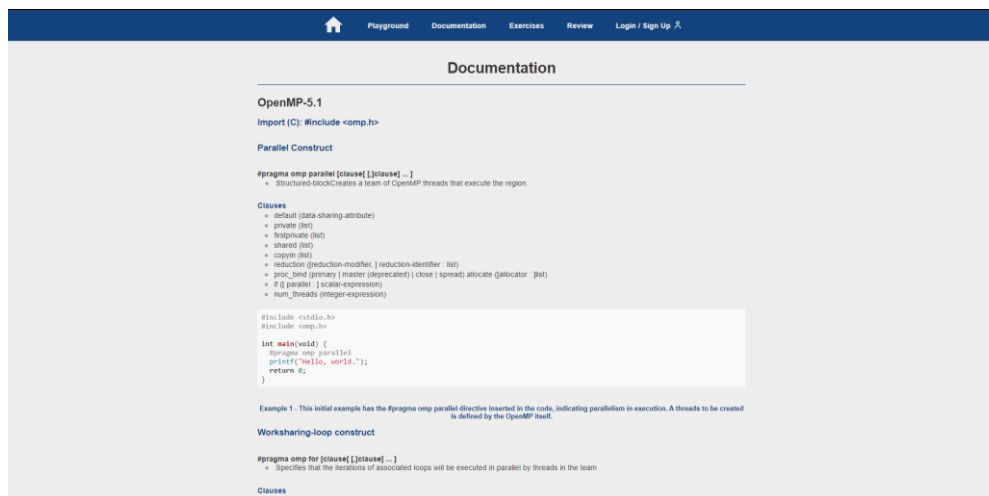 Playground Documentation Exercises Review Login / Sign Up
Documentation
OpenMP-5.1
Import (C): #include <omp.h>
Parallel Construct
#pragma omp parallel [clause[ [,]clause] ... ]
Structured-blockCreates a team of OpenMP threads that execute the region.
Clauses
default (data-sharing-attribute)
private (list)
firstprivate (list)
shared (list)
copyin (list)
reduction ([reduction-modifier, ] reduction-identifier : list)
proc_bind (primary | master (deprecated) | close | spread) allocate ([allocator : ]list)
if ([ parallel : ] scalar-expression)
num_threads (integer-expression)
#include <stdio.h>
#include <omp.h>
int main(void) {
#pragma omp parallel
printf("Hello, world.");
return 0;
}
Example 1 - This initial example has the #pragma omp parallel directive inserted in the code, indicating parallelism in execution. A threads to be created
is defined by the OpenMP itself.
Worksharing-loop construct
#pragma omp for [clause[ [,]clause] ... ]
Specifies that the iterations of associated loops will be executed in parallel by threads in the team
Clauses